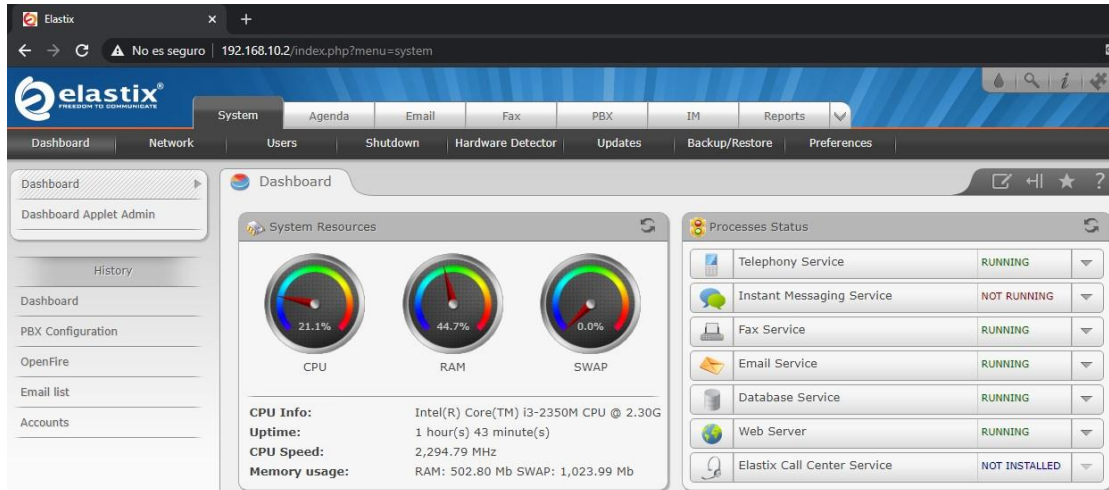 Elastix
No es seguro 192.168.10.2/index.php?menu=system
elastix®
FREEDOM TO COMMUNICATE
System Agenda Email Fax PBX IM Reports
Dashboard Network Users Shutdown Hardware Detector Updates Backup/Restore Preferences
Dashboard
Dashboard Applet Admin
History
Dashboard
PBX Configuration
OpenFire
Email list
Accounts
Dashboard
System Resources
21.1% 44.7% 0.0%
CPU RAM SWAP
CPU Info: Intel(R) Core(TM) i3-2350M CPU @ 2.30G
Uptime: 1 hour(s) 43 minute(s)
CPU Speed: 2,294.79 MHz
Memory usage: RAM: 502.80 Mb SWAP: 1,023.99 Mb
Processes Status
Telephony Service RUNNING
Instant Messaging Service NOT RUNNING
Fax Service RUNNING
Email Service RUNNING
Database Service RUNNING
Web Server RUNNING
Elastix Call Center Service NOT INSTALLED